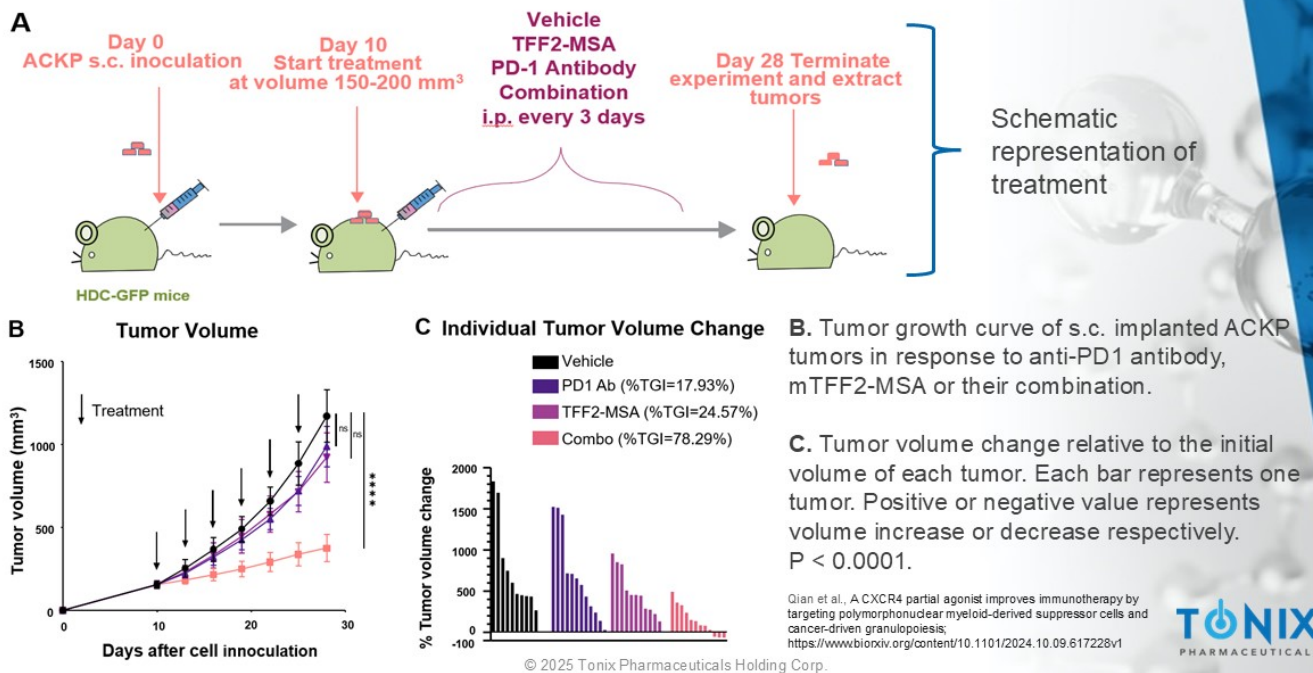 A
Day 0
ACKP s.c. inoculation
Day 10
Start treatment
at volume 150-200 mm³
Vehicle
TFF2-MSA
PD-1 Antibody
Combination
i.p. every 3 days
Day 28 Terminate
experiment and extract
tumors
HDC-GFP mice
Schematic
representation of
treatment
B
Tumor Volume
Tumor volume (mm³)
1500
1000
500
0
Treatment
ns
ns
****
0
10
20
30
Days after cell innoculation
C Individual Tumor Volume Change
Vehicle
PD1 Ab (%TGI=17.93%)
TFF2-MSA (%TGI=24.57%)
Combo (%TGI=78.29%)
% Tumor volume change
2000
1500
1000
500
0
-100
B. Tumor growth curve of s.c. implanted ACKP
tumors in response to anti-PD1 antibody,
mTFF2-MSA or their combination.
C. Tumor volume change relative to the initial
volume of each tumor. Each bar represents one
tumor. Positive or negative value represents
volume increase or decrease respectively.
P < 0.0001.
Qian et al., A CXCR4 partial agonist improves immunotherapy by
targeting polymorphonuclear myeloid-derived suppressor cells and
cancer-driven granulopoiesis;
https://www.biorxiv.org/content/10.1101/2024.10.09.617228v1
TONIX
PHARMACEUTICALS
© 2025 Tonix Pharmaceuticals Holding Corp.